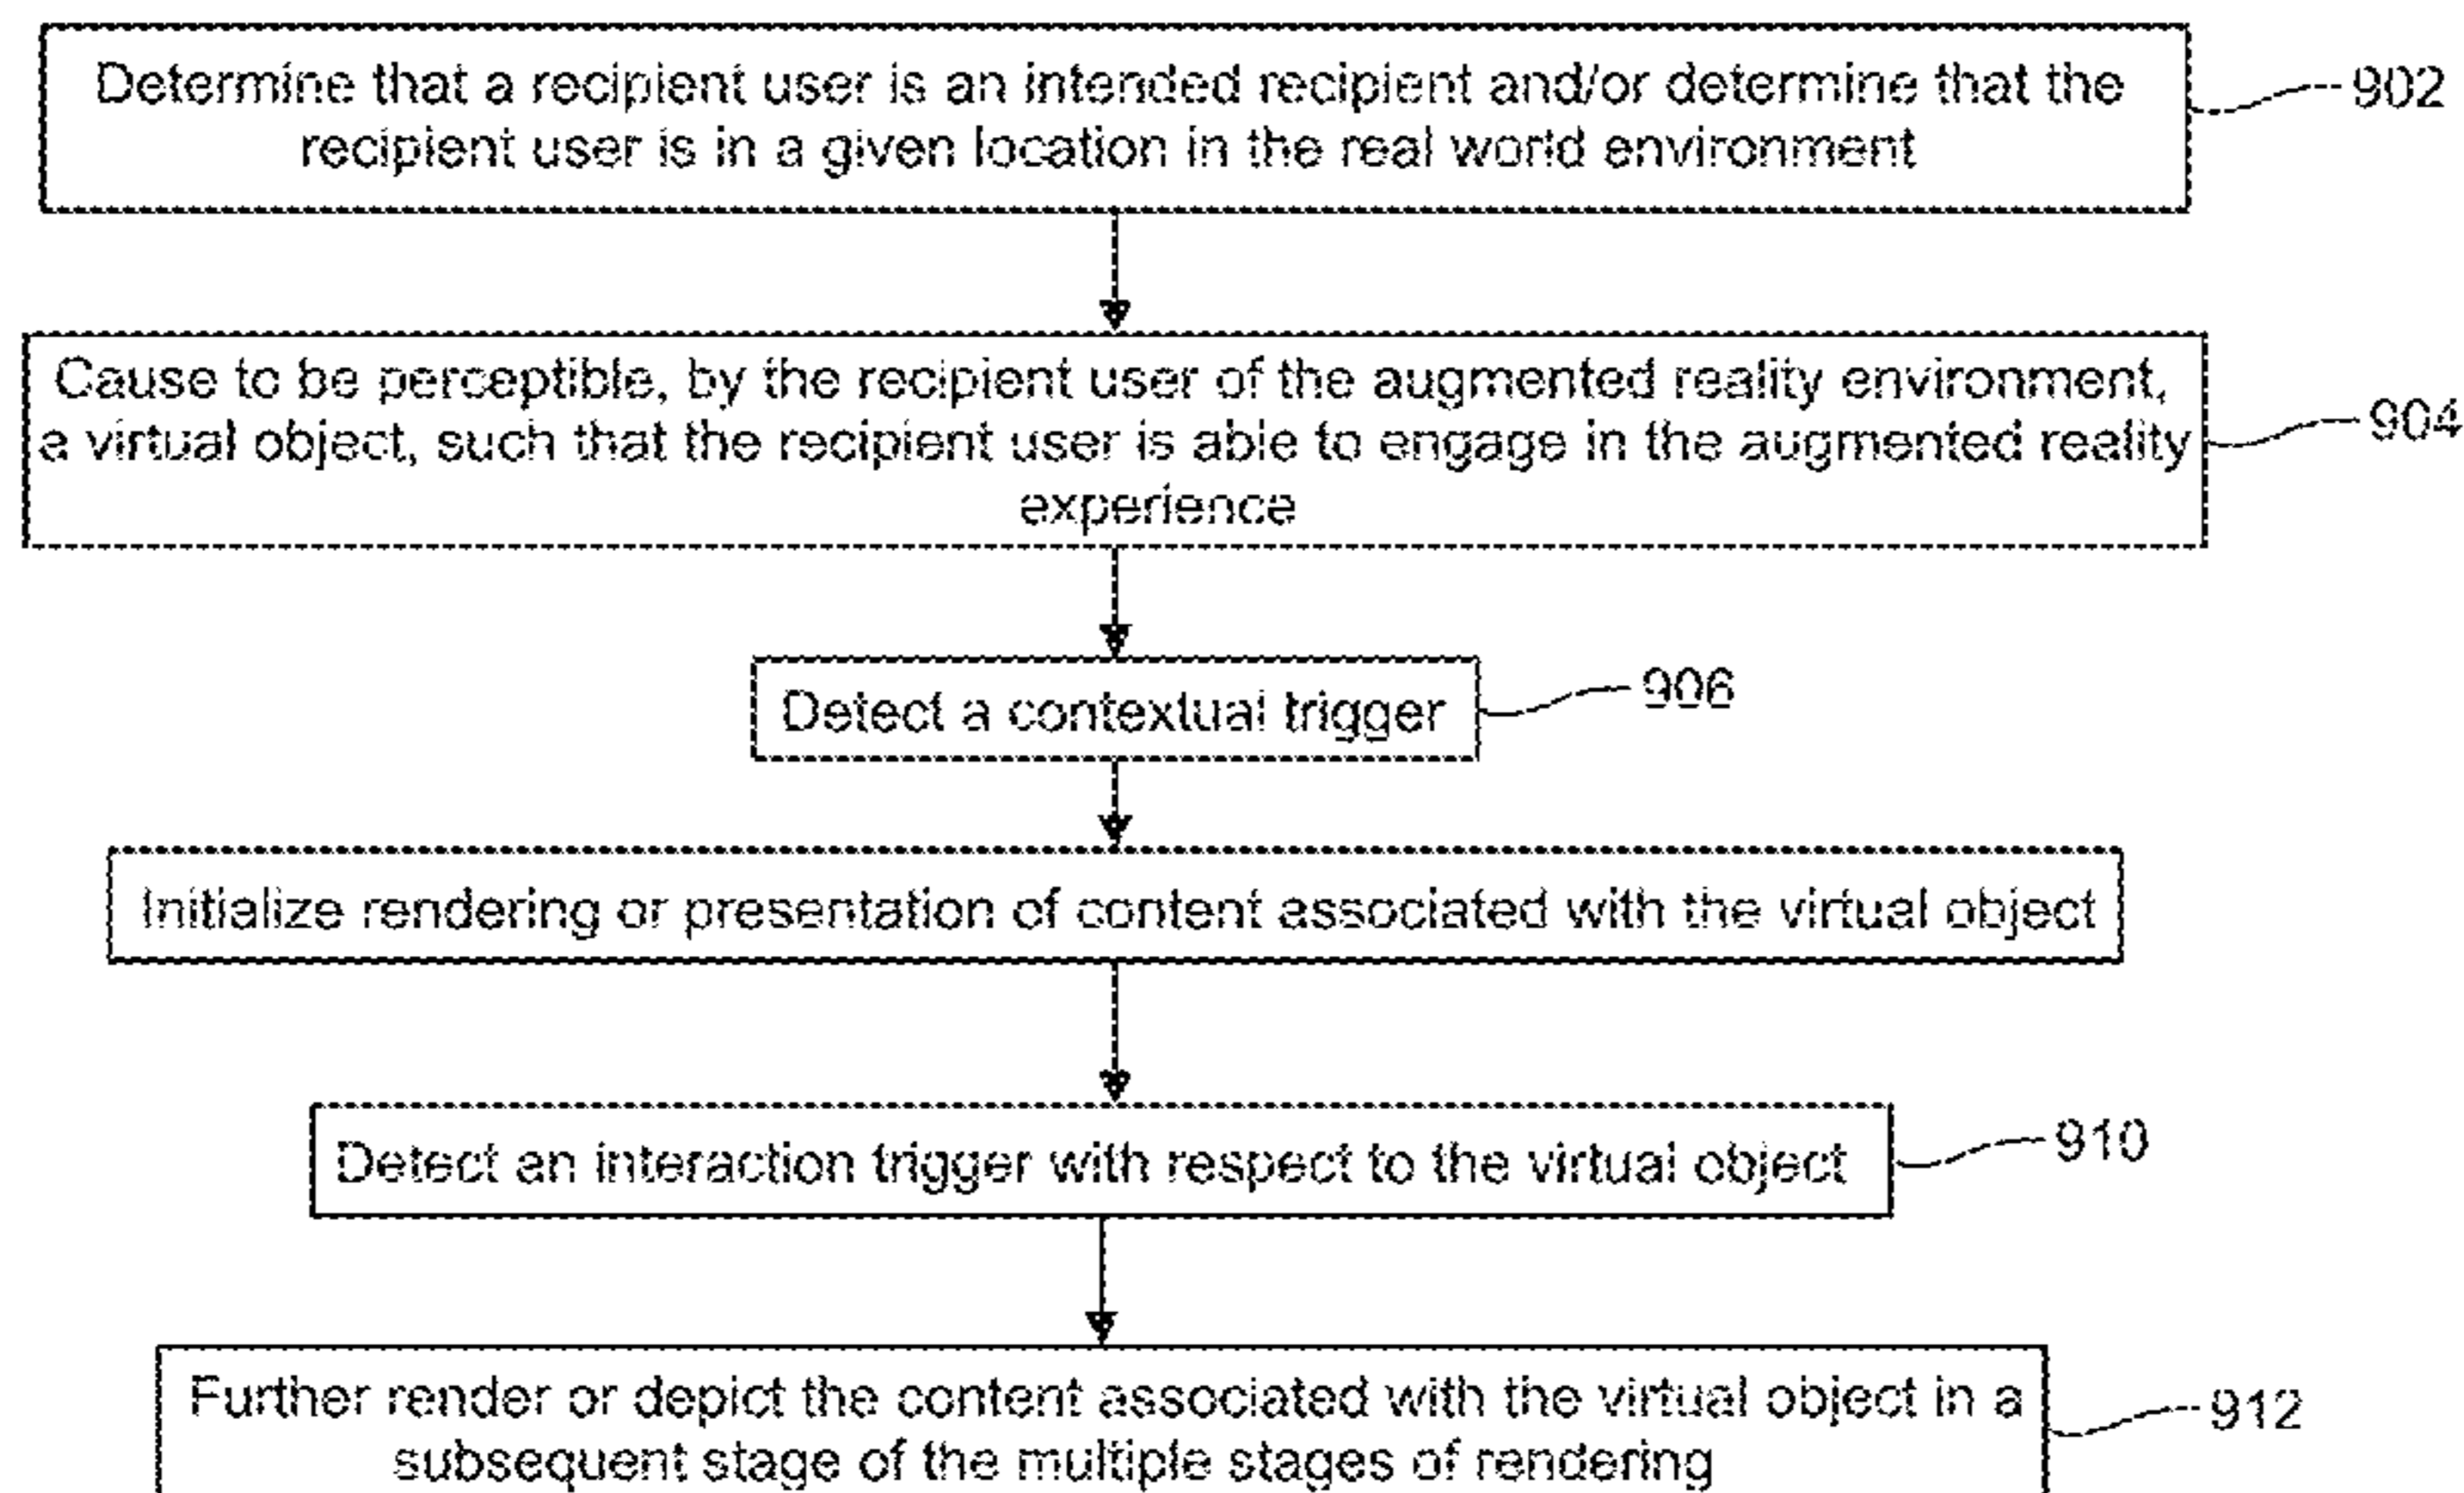 Determine that a recipient user is an intended recipient and/or determine that the
902
recipient user is in a given location in the real world environment
Cause to be perceptible, by the recipient user of the augmented reality environment,
904
a virtual object, such that the recipient user is able to engage in the augmented reality
experience
Detect a contextual trigger
906
Initialize rendering or presentation of content associated with the virtual object
Detect an interaction trigger with respect to the virtual object
910
Further render or depict the content associated with the virtual object in a
912
subsequent stage of the multiple stages of rendering